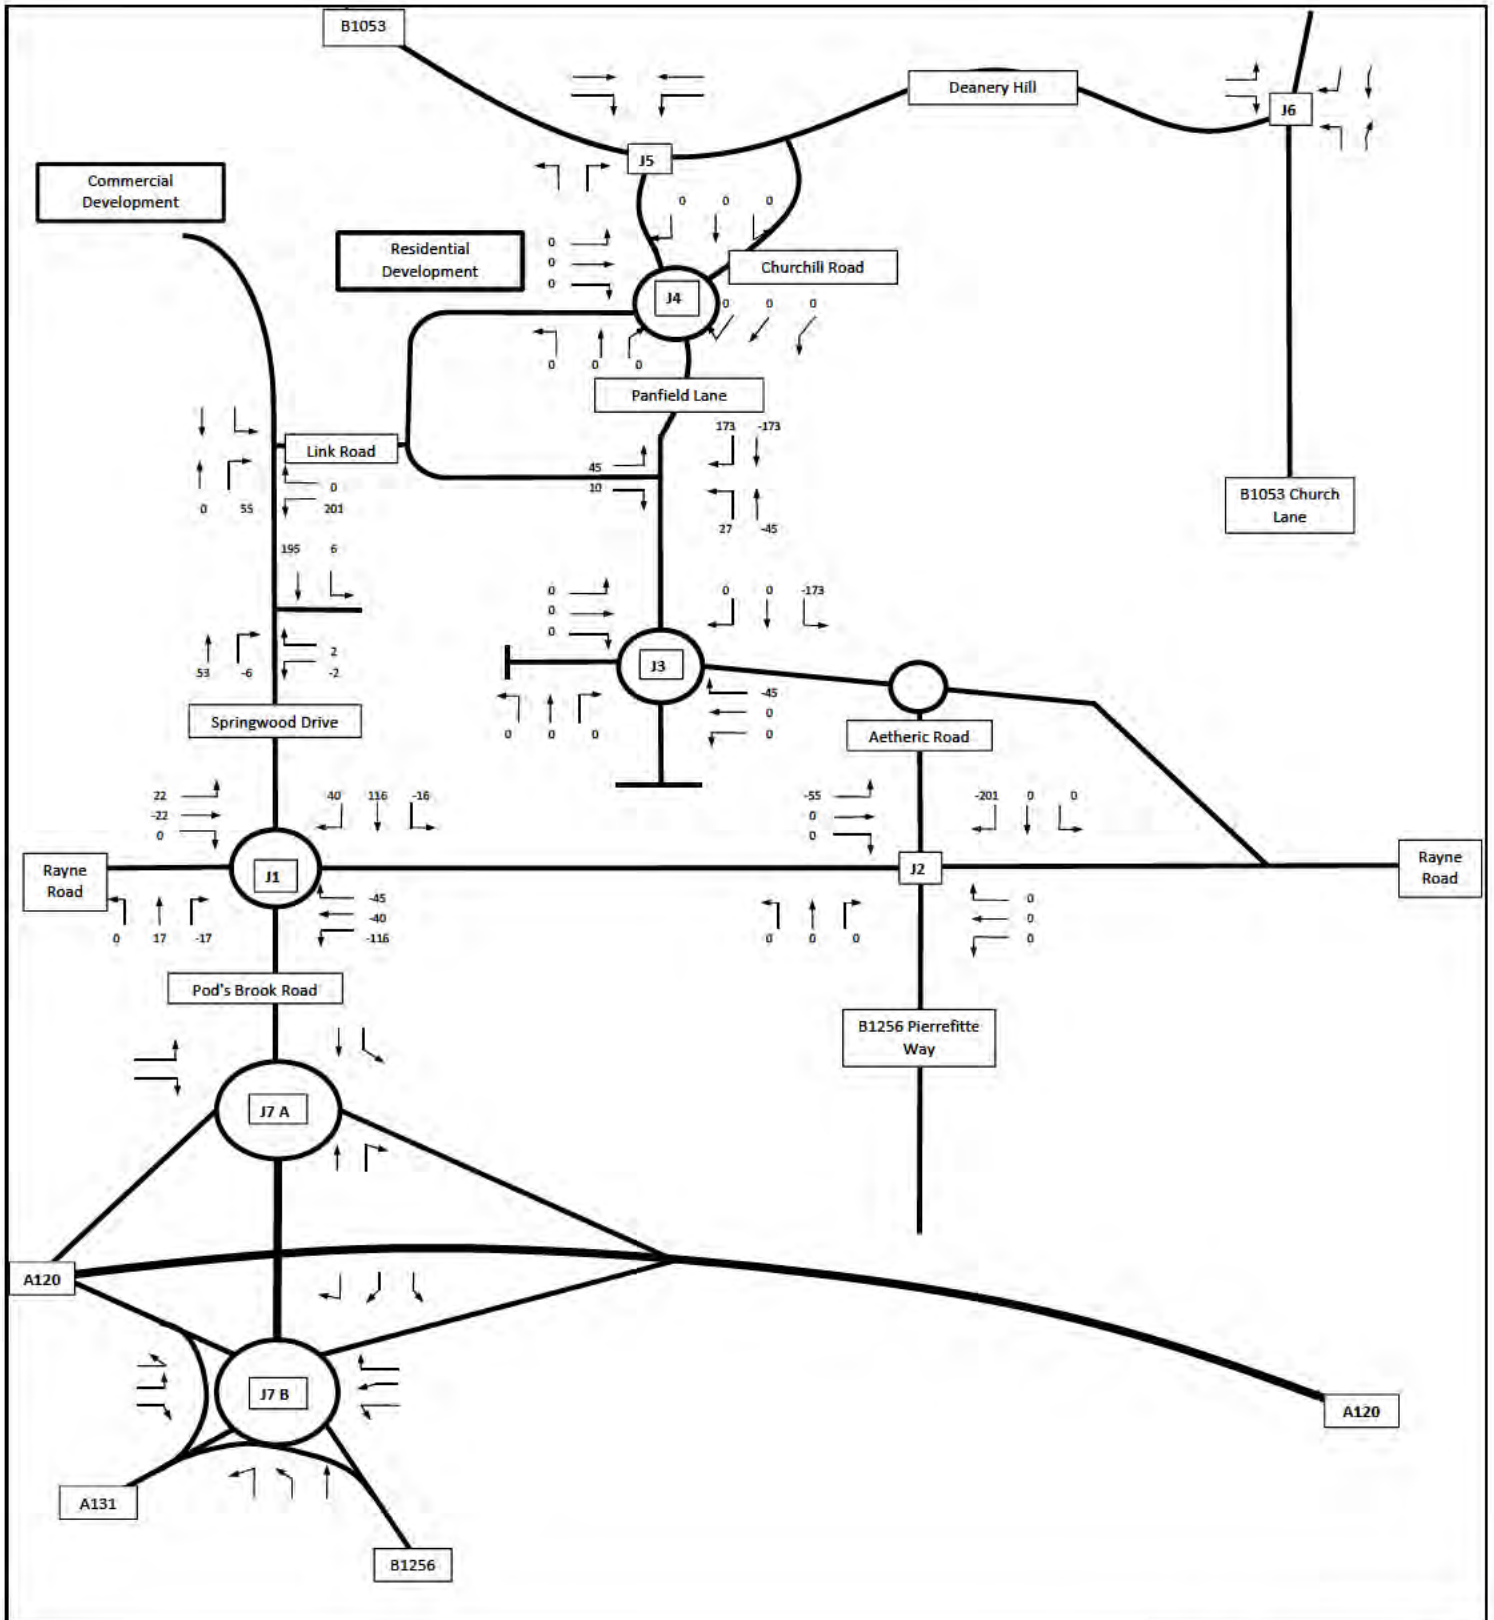 B1053
Deanery Hill
J6
J5
Commercial
Development
0 0 0
Residential
Development
0
0
0
Churchill Road
J4
0 0 0
0 0 0
Panfield Lane
173 -173
Link Road
45
10
0
201
0 55
27 -45
B1053 Church
Lane
195 6
0
0
0
0 0 -173
2
-2
53 -6
J3
-45
0
0
0 0 0
Springwood Drive
Aetheric Road
22
-22
0
40 116 -16
-55
0
0
-201 0 0
Rayne
Road
J1
J2
Rayne
Road
-45
-40
-116
0 17 -17
0
0
0
0 0 0
Pod's Brook Road
B1256 Pierrefitte
Way
J7 A
A120
J7 B
A120
A131
B1256